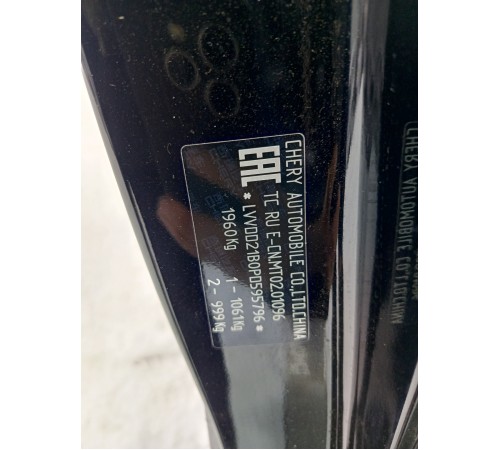 CHERY AUTOMOBILE CO.,LTD.CHINA
EAC TC RU E-CN.MT02.01096
*LVVDD21B0PD595796*
1960Kg
1 - 1061Kg
2 - 999Kg